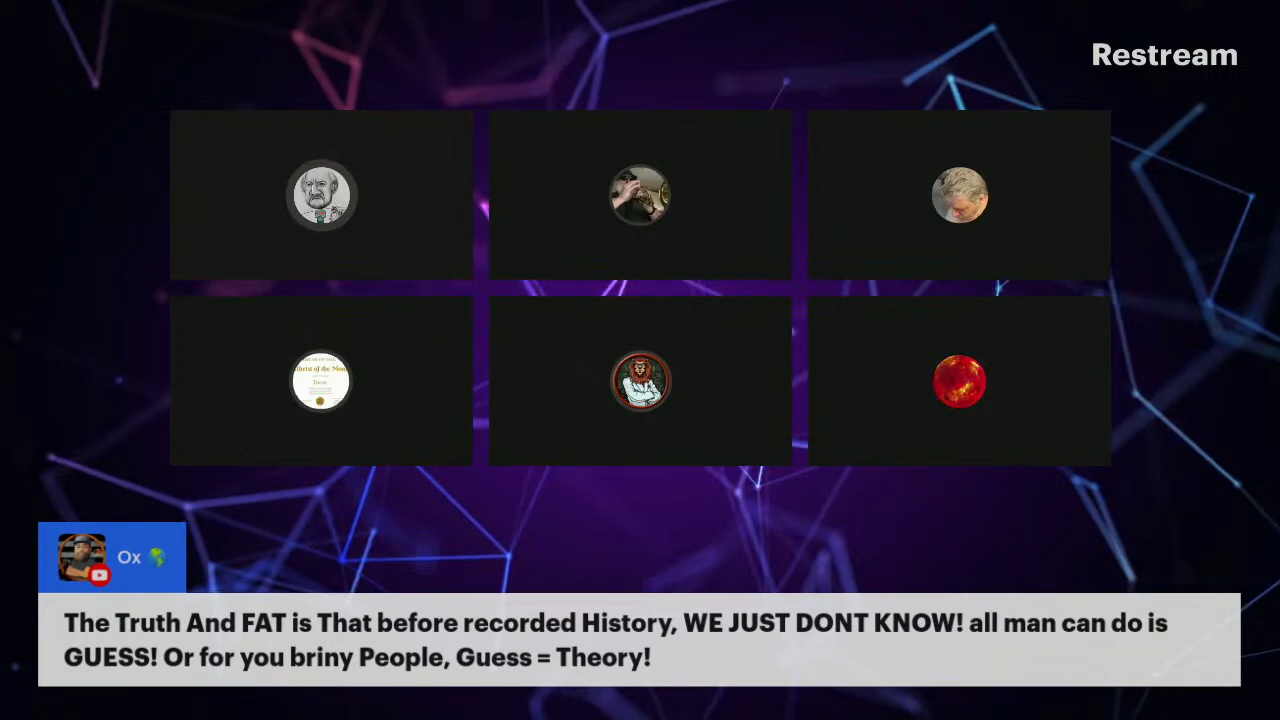 Restream
Ox
The Truth And FAT is That before recorded History, WE JUST DONT KNOW! all man can do is
GUESS! Or for you briny People, Guess = Theory!